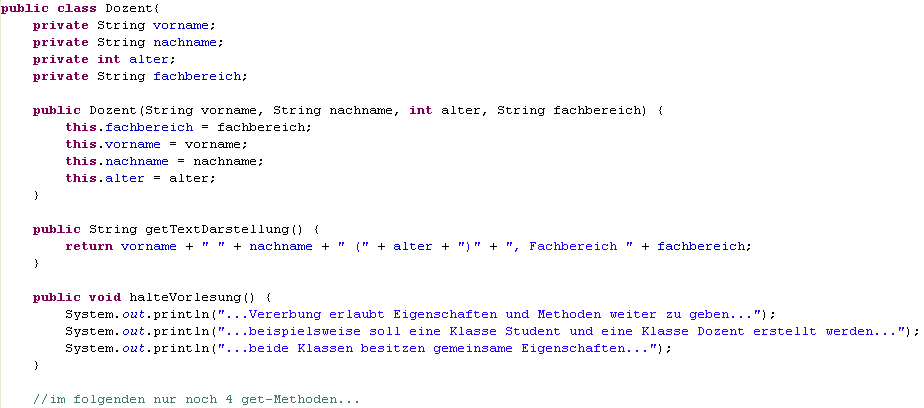 public class Dozent{
    private String vorname;
    private String nachname;
    private int alter;
    private String fachbereich;

    public Dozent(String vorname, String nachname, int alter, String fachbereich) {
        this.fachbereich = fachbereich;
        this.vorname = vorname;
        this.nachname = nachname;
        this.alter = alter;
    }

    public String getTextDarstellung() {
        return vorname + " " + nachname + " (" + alter + ")" + ", Fachbereich " + fachbereich;
    }

    public void halteVorlesung() {
        System.out.println("...Vererbung erlaubt Eigenschaften und Methoden weiter zu geben...");
        System.out.println("...beispielsweise soll eine Klasse Student und eine Klasse Dozent erstellt werden...");
        System.out.println("...beide Klassen besitzen gemeinsame Eigenschaften...");
    }

    //im folgenden nur noch 4 get-Methoden...